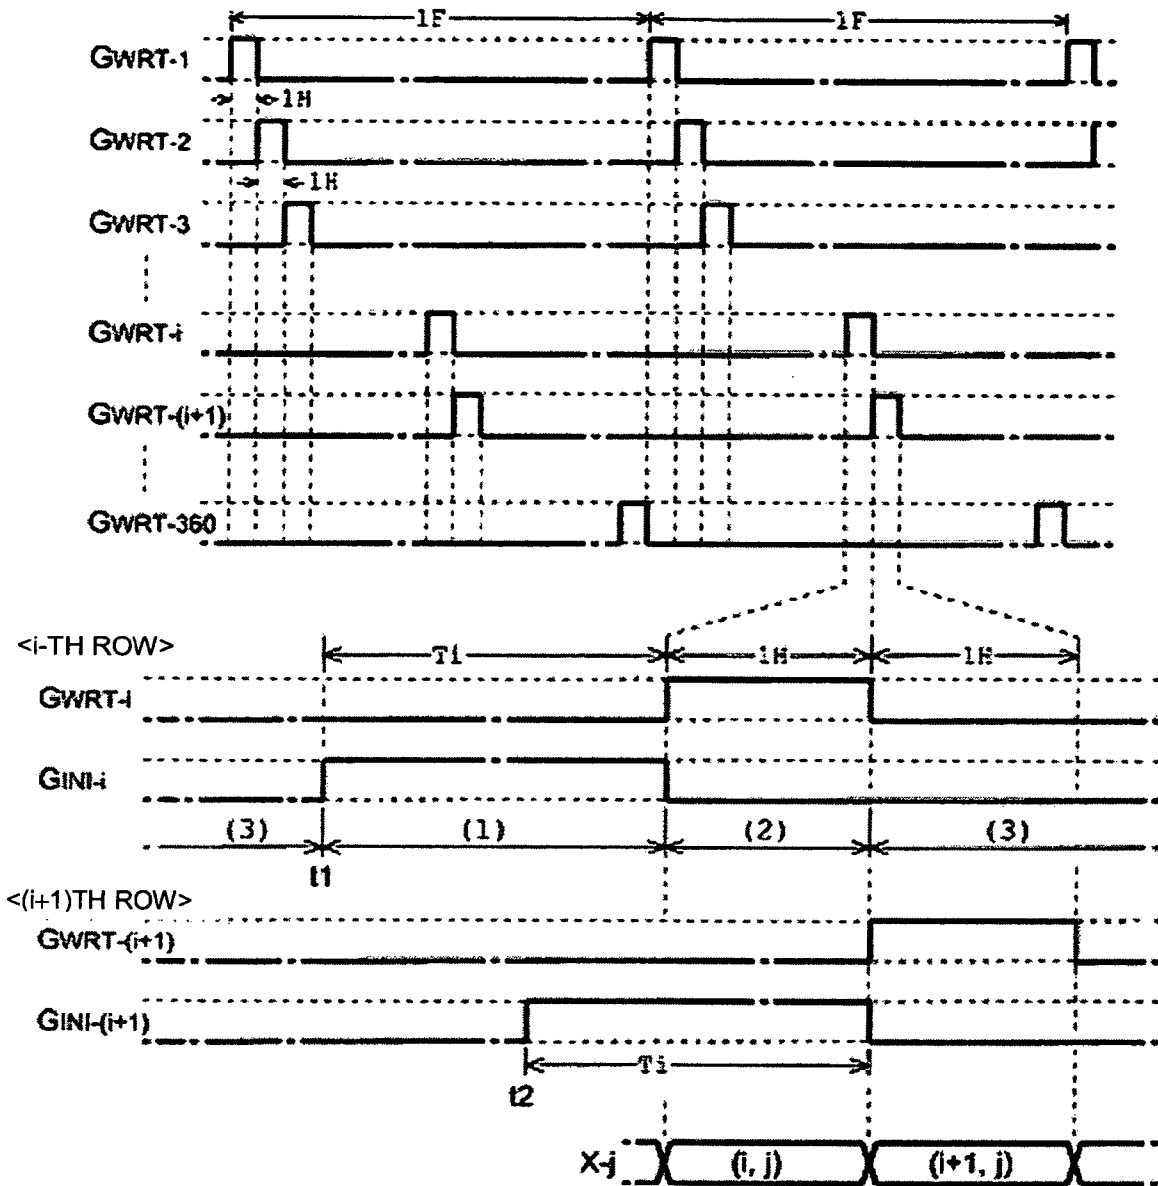 1F 1F
GWRT-1
1H
GWRT-2
1H
GWRT-3
GWRT-i
GWRT-(i+1)
GWRT-360
<i-TH ROW>
Ti 1H 1H
GWRT-i
GINI-i
(3) (1) (2) (3)
t1
<(i+1)TH ROW>
GWRT-(i+1)
GINI-(i+1)
Ti
t2
X-j (i, j) (i+1, j)